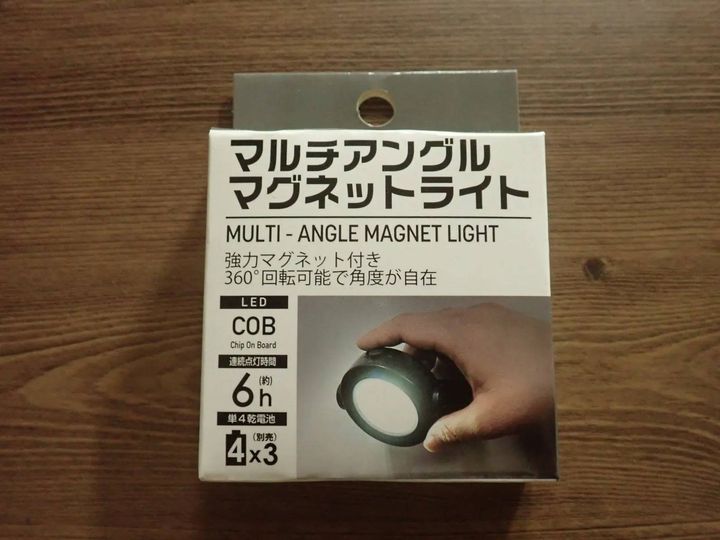 マルチアングル
マグネットライト
MULTI - ANGLE MAGNET LIGHT
強力マグネット付き
360°回転可能で角度が自在
LED
COB
Chip On Board
連続点灯時間
(約)
6h
単4乾電池
(別売)
4x3